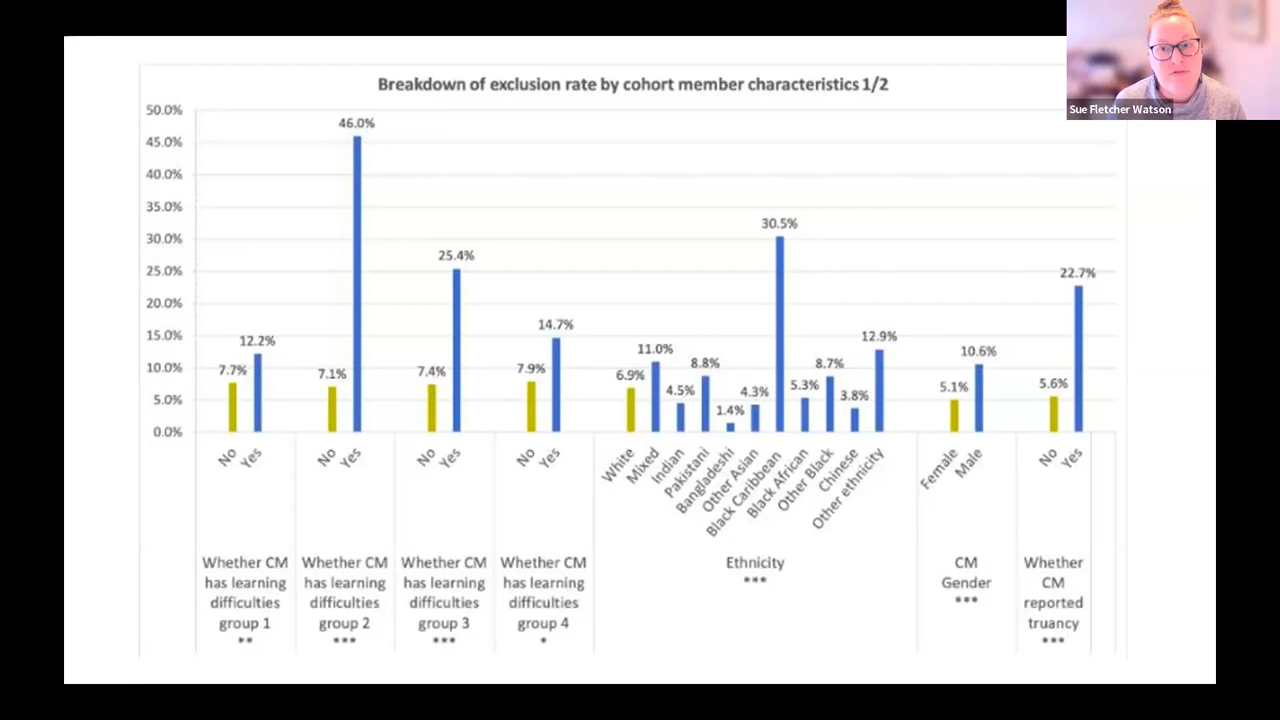 Breakdown of exclusion rate by cohort member characteristics 1/2
Sue Fletcher Watson
50.0%
45.0%
40.0%
35.0%
30.0%
25.0%
20.0%
15.0%
10.0%
5.0%
0.0%
7.7%
12.2%
7.1%
46.0%
7.4%
25.4%
7.9%
14.7%
6.9%
11.0%
4.5%
8.8%
1.4%
4.3%
30.5%
5.3%
8.7%
3.8%
12.9%
5.1%
10.6%
5.6%
22.7%
No
Yes
No
Yes
No
Yes
No
Yes
White
Mixed
Indian
Pakistani
Bangladeshi
Other Asian
Black Caribbean
Black African
Other Black
Chinese
Other ethnicity
Female
Male
No
Yes
Whether CM
has learning
difficulties
group 1
**
Whether CM
has learning
difficulties
group 2
***
Whether CM
has learning
difficulties
group 3
***
Whether CM
has learning
difficulties
group 4
*
Ethnicity
***
CM
Gender
***
Whether
CM
reported
truancy
***